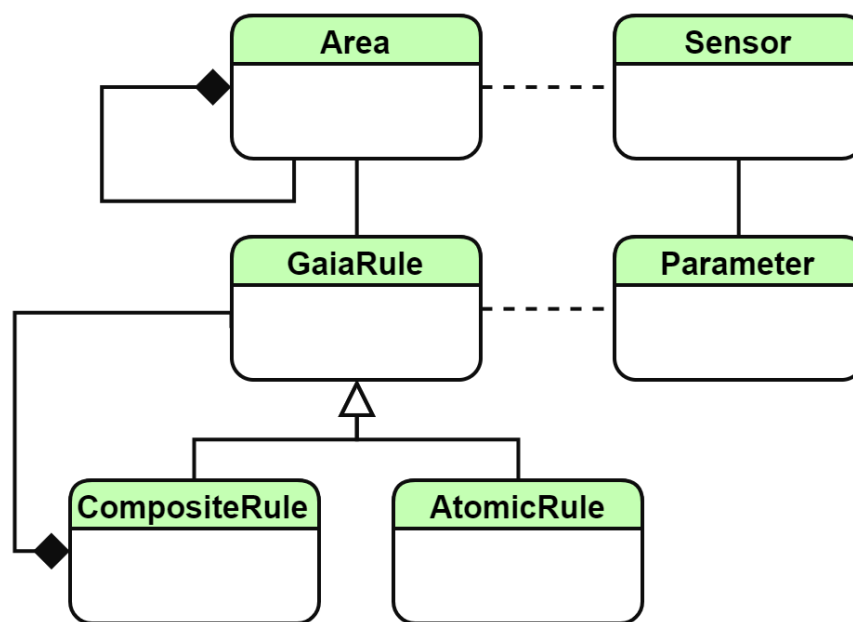 Area
Sensor
GaiaRule
Parameter
CompositeRule
AtomicRule